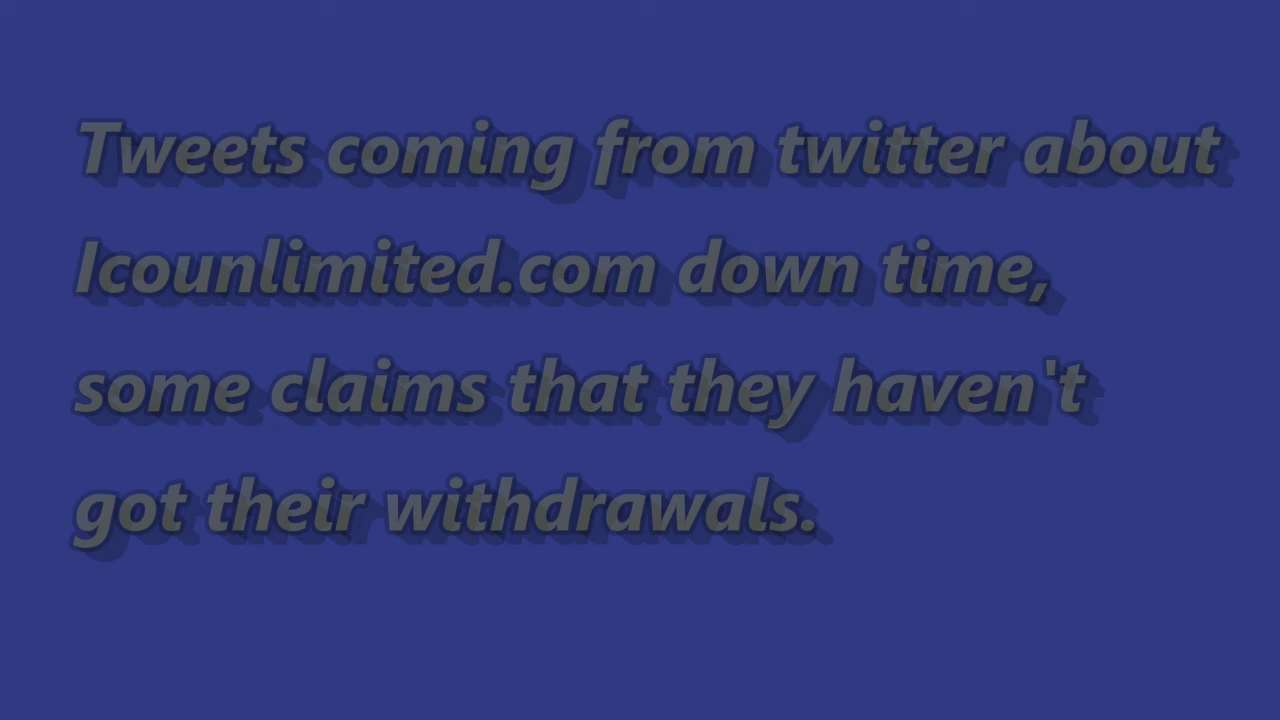 Tweets coming from twitter about
Icounlimited.com down time,
some claims that they haven't
got their withdrawals.